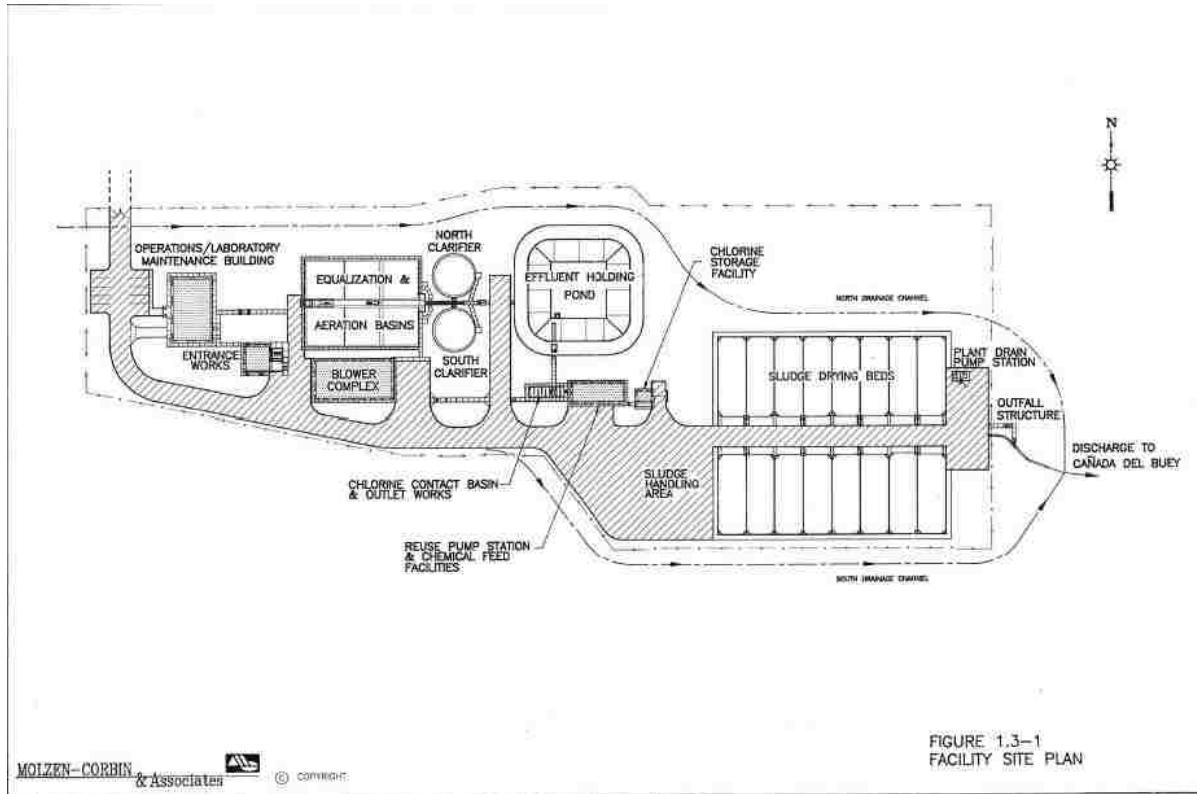 N
OPERATIONS/LABORATORY
MAINTENANCE BUILDING
NORTH
CLARIFIER
EQUALIZATION &
AERATION BASINS
EFFLUENT HOLDING
POND
CHLORINE
STORAGE
FACILITY
NORTH DRAINAGE CHANNEL
ENTRANCE
WORKS
BLOWER
COMPLEX
SOUTH
CLARIFIER
SLUDGE DRYING BEDS
PLANT DRAIN
PUMP STATION
OUTFALL
STRUCTURE
DISCHARGE TO
CAÑADA DEL BUEY
CHLORINE CONTACT BASIN
& OUTLET WORKS
SLUDGE
HANDLING
AREA
REUSE PUMP STATION
& CHEMICAL FEED
FACILITIES
SOUTH DRAINAGE CHANNEL
FIGURE 1.3-1
FACILITY SITE PLAN
MOLZEN-CORBIN
& Associates
© COPYRIGHT